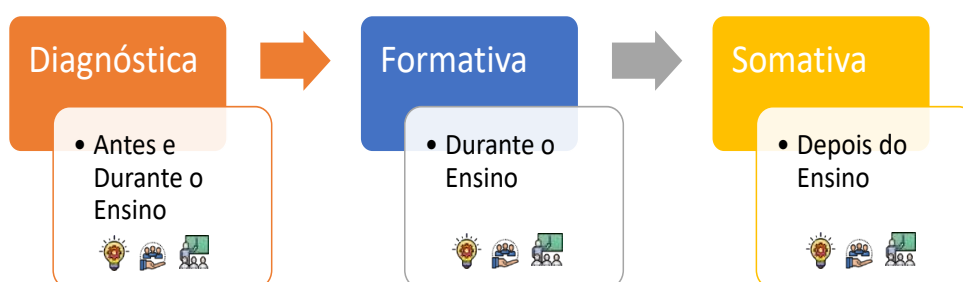 Diagnóstica
• Antes e
Durante o
Ensino
Formativa
• Durante o
Ensino
Somativa
• Depois do
Ensino